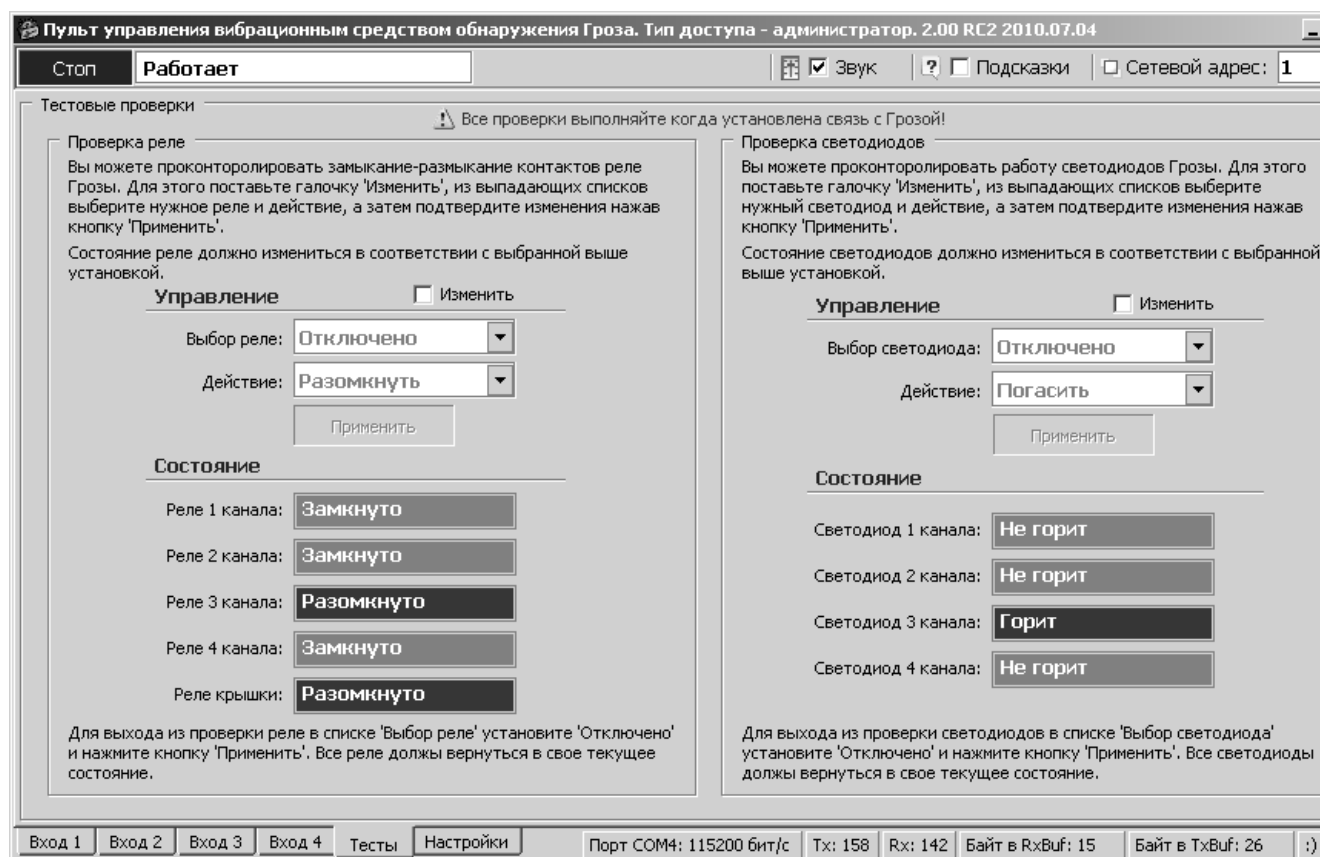 Пульт управления вибрационным средством обнаружения Гроза. Тип доступа - администратор. 2.00 RC2 2010.07.04
Стоп Работает Звук Подсказки Сетевой адрес: 1
Тестовые проверки
Все проверки выполняйте когда установлена связь с Грозой!
Проверка реле
Вы можете проконторолировать замыкание-размыкание контактов реле
Грозы. Для этого поставьте галочку 'Изменить', из выпадающих списков
выберите нужное реле и действие, а затем подтвердите изменения нажав
кнопку 'Применить'.
Состояние реле должно измениться в соответствии с выбранной выше
установкой.
Управление Изменить
Выбор реле: Отключено
Действие: Разомкнуть
Применить
Состояние
Реле 1 канала: Замкнуто
Реле 2 канала: Замкнуто
Реле 3 канала: Разомкнуто
Реле 4 канала: Замкнуто
Реле крышки: Разомкнуто
Для выхода из проверки реле в списке 'Выбор реле' установите 'Отключено'
и нажмите кнопку 'Применить'. Все реле должы вернуться в свое текущее
состояние.
Проверка светодиодов
Вы можете проконторолировать работу светодиодов Грозы. Для этого
поставьте галочку 'Изменить', из выпадающих списков выберите
нужный светодиод и действие, а затем подтвердите изменения нажав
кнопку 'Применить'.
Состояние светодиодов должно измениться в соответствии с выбранной
выше установкой.
Управление Изменить
Выбор светодиода: Отключено
Действие: Погасить
Применить
Состояние
Светодиод 1 канала: Не горит
Светодиод 2 канала: Не горит
Светодиод 3 канала: Горит
Светодиод 4 канала: Не горит
Для выхода из проверки светодиодов в списке 'Выбор светодиода'
установите 'Отключено' и нажмите кнопку 'Применить'. Все светодиоды
должы вернуться в свое текущее состояние.
Вход 1 Вход 2 Вход 3 Вход 4 Тесты Настройки Порт COM4: 115200 бит/с Tx: 158 Rx: 142 Байт в RxBuf: 15 Байт в TxBuf: 26 :)